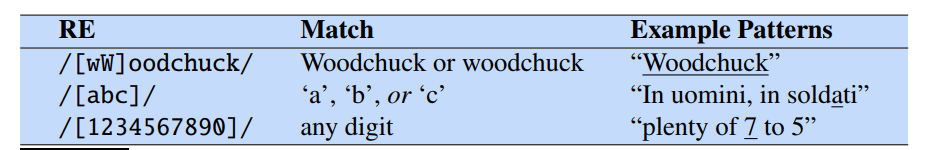 RE Match Example Patterns
/[wW]oodchuck/ Woodchuck or woodchuck “Woodchuck”
/[abc]/ ‘a’, ‘b’, or ‘c’ “In uomini, in soldati”
/[1234567890]/ any digit “plenty of 7 to 5”